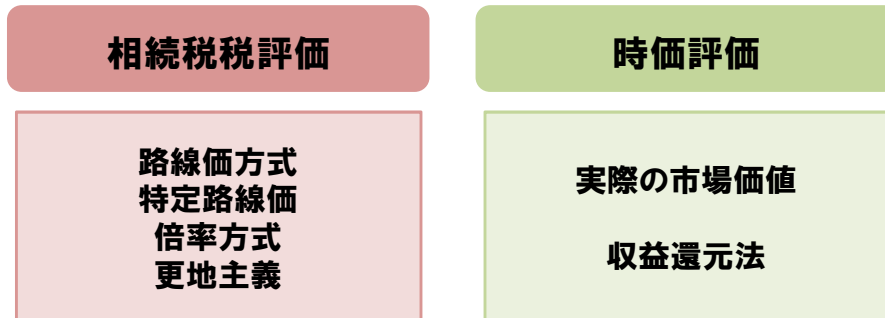 相続税税評価
路線価方式
特定路線価
倍率方式
更地主義
時価評価
実際の市場価値
収益還元法